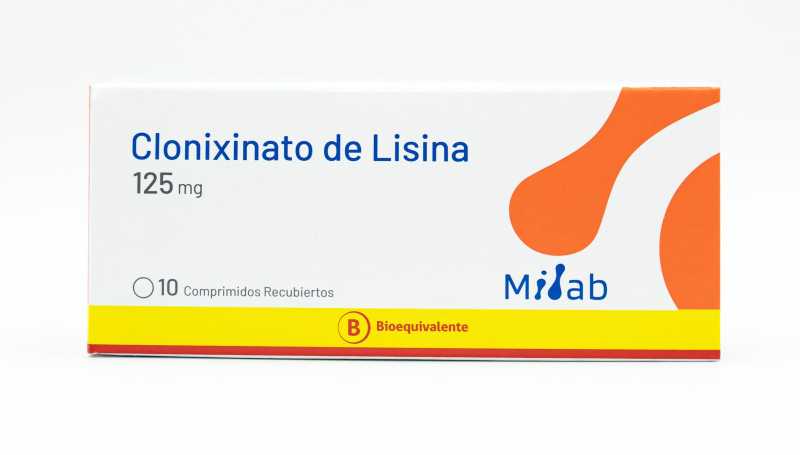 Clonixinato de Lisina
125 mg
10 Comprimidos Recubiertos
Milab
B Bioequivalente